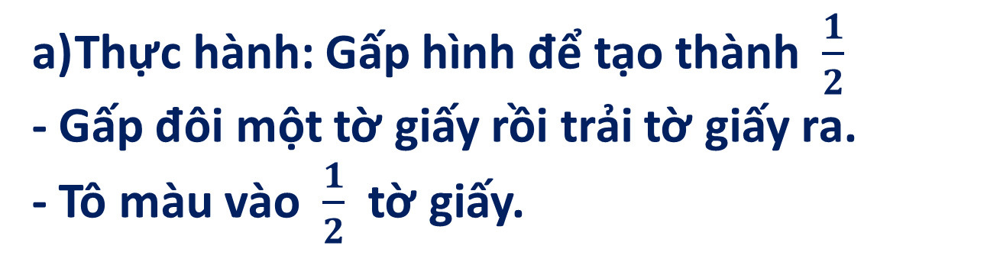 a)Thực hành: Gấp hình để tạo thành 1/2
- Gấp đôi một tờ giấy rồi trải tờ giấy ra.
- Tô màu vào 1/2 tờ giấy.